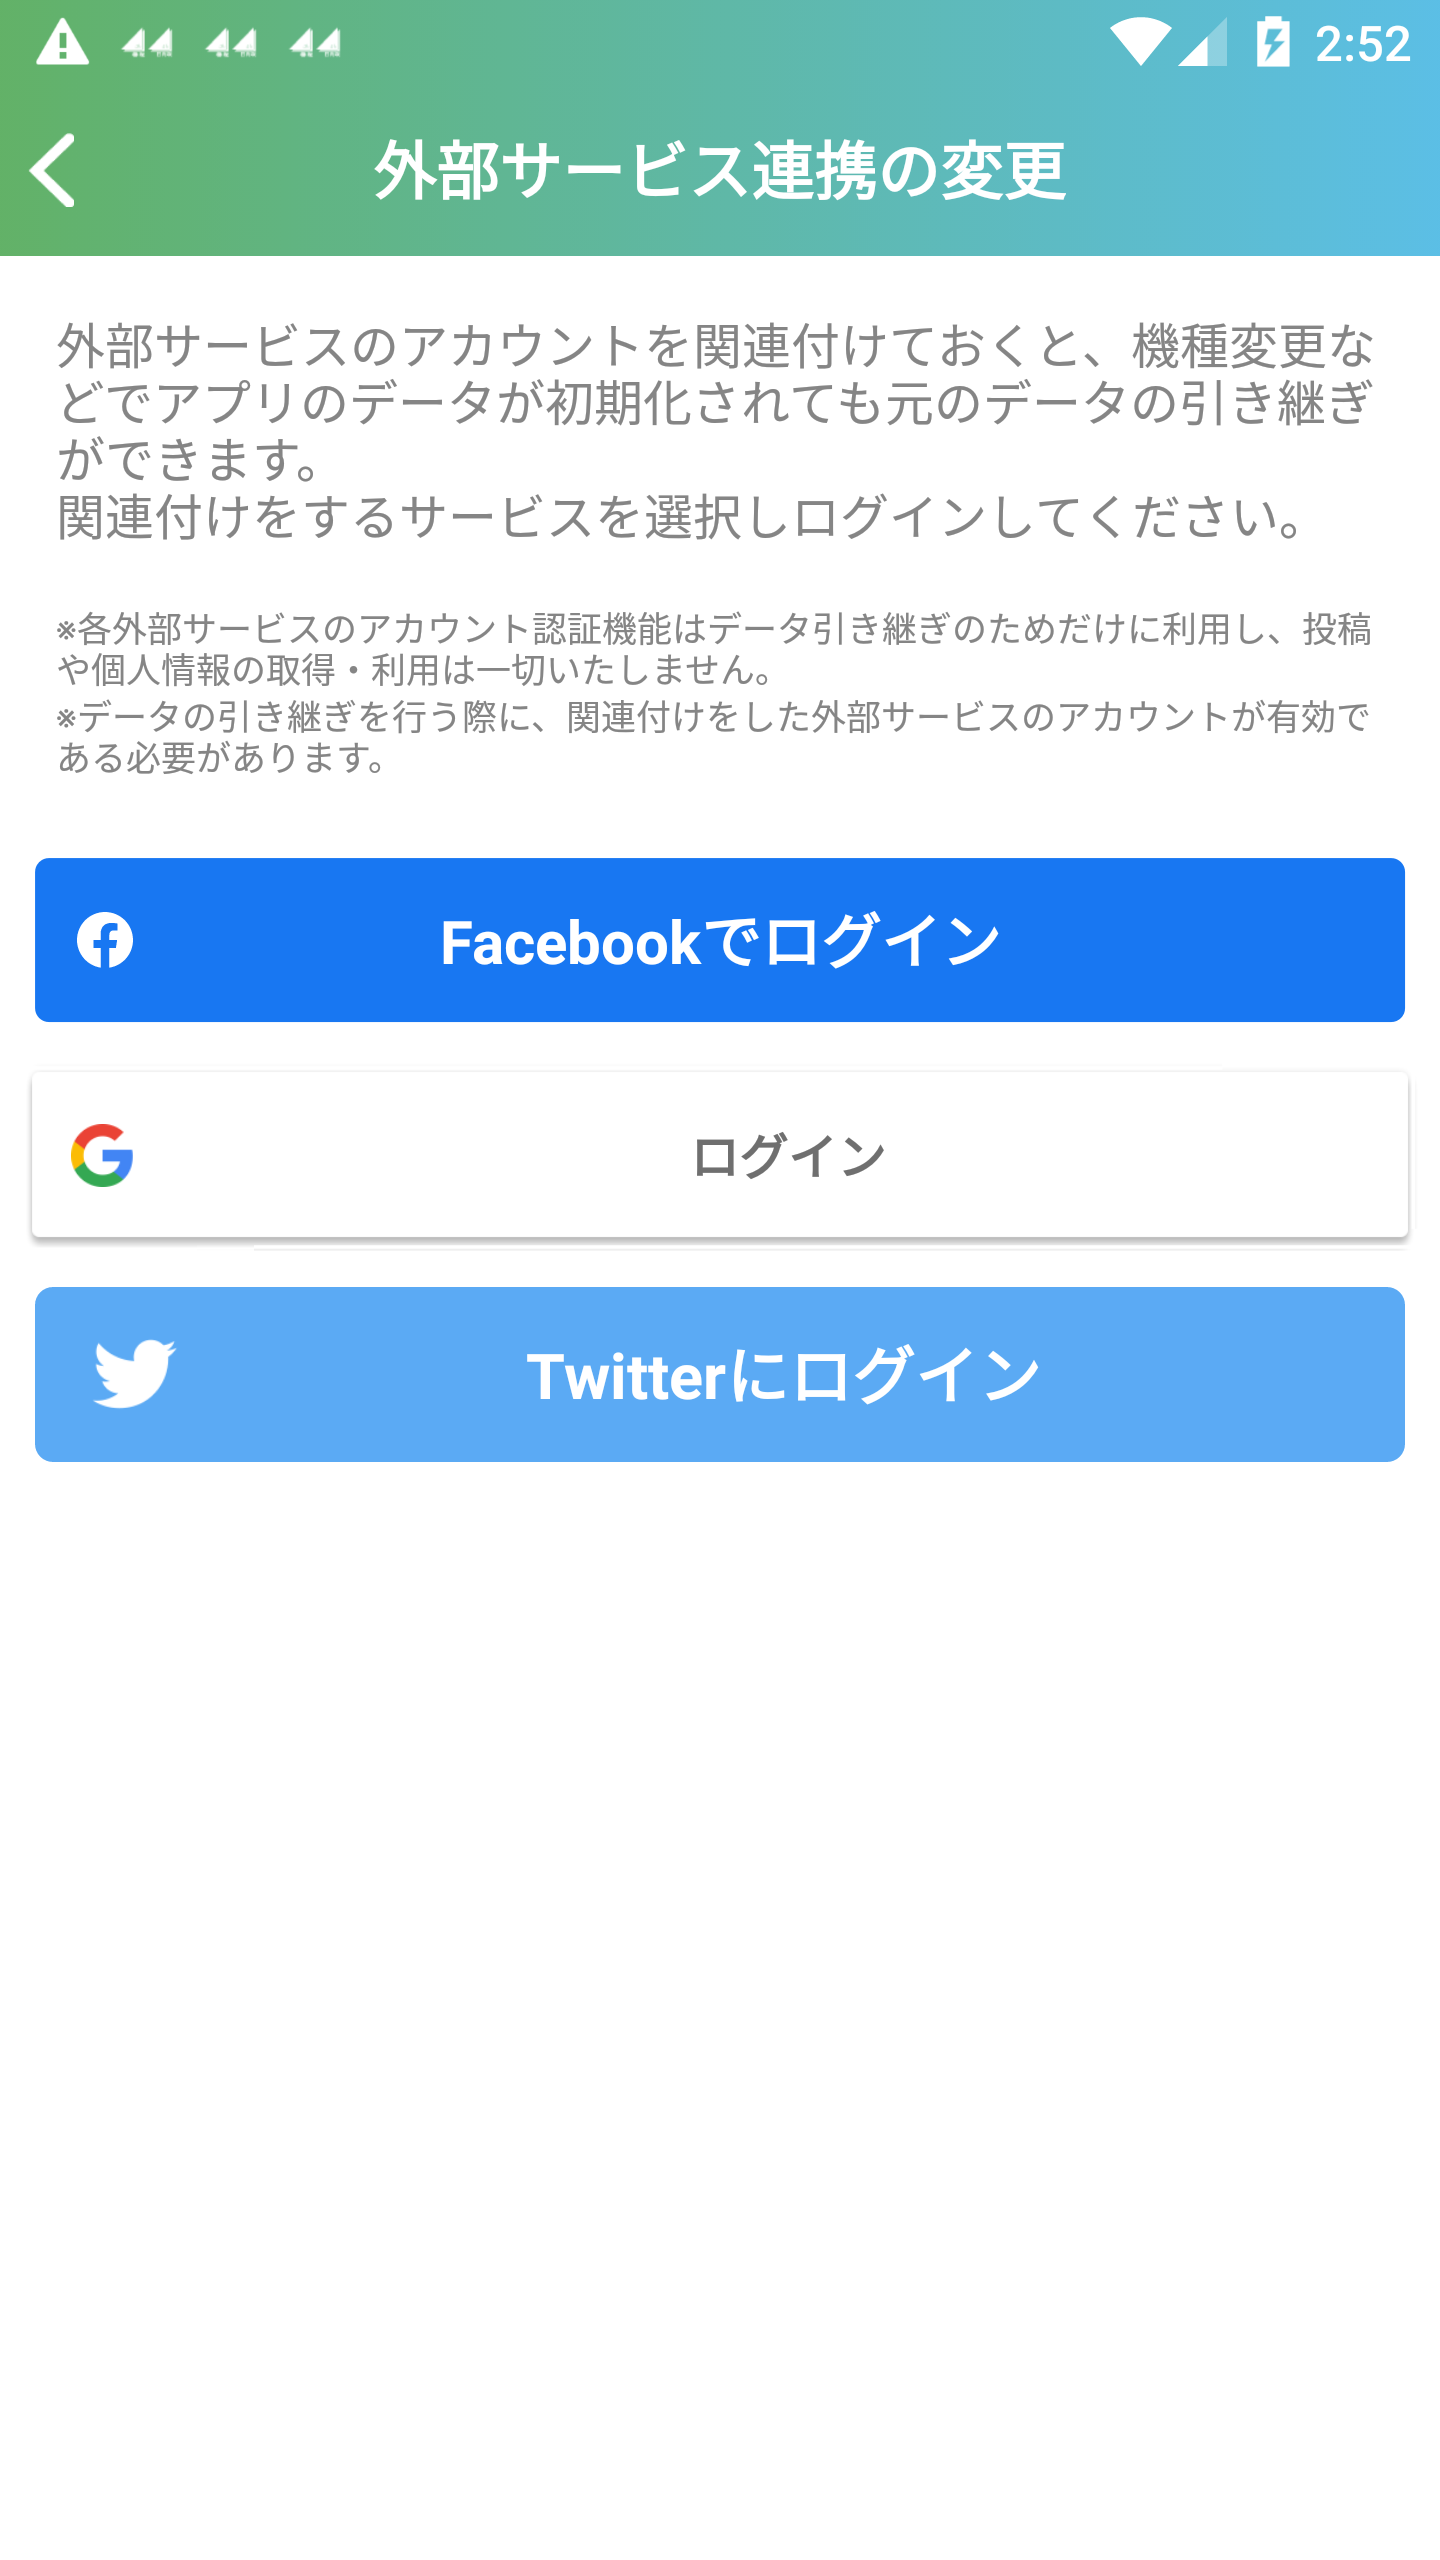 2:52
外部サービス連携の変更
外部サービスのアカウントを関連付けておくと、機種変更な
どでアプリのデータが初期化されても元のデータの引き継ぎ
ができます。
関連付けをするサービスを選択しログインしてください。
※各外部サービスのアカウント認証機能はデータ引き継ぎのためだけに利用し、投稿
や個人情報の取得・利用は一切いたしません。
※データの引き継ぎを行う際に、関連付けをした外部サービスのアカウントが有効で
ある必要があります。
Facebookでログイン
ログイン
Twitterにログイン